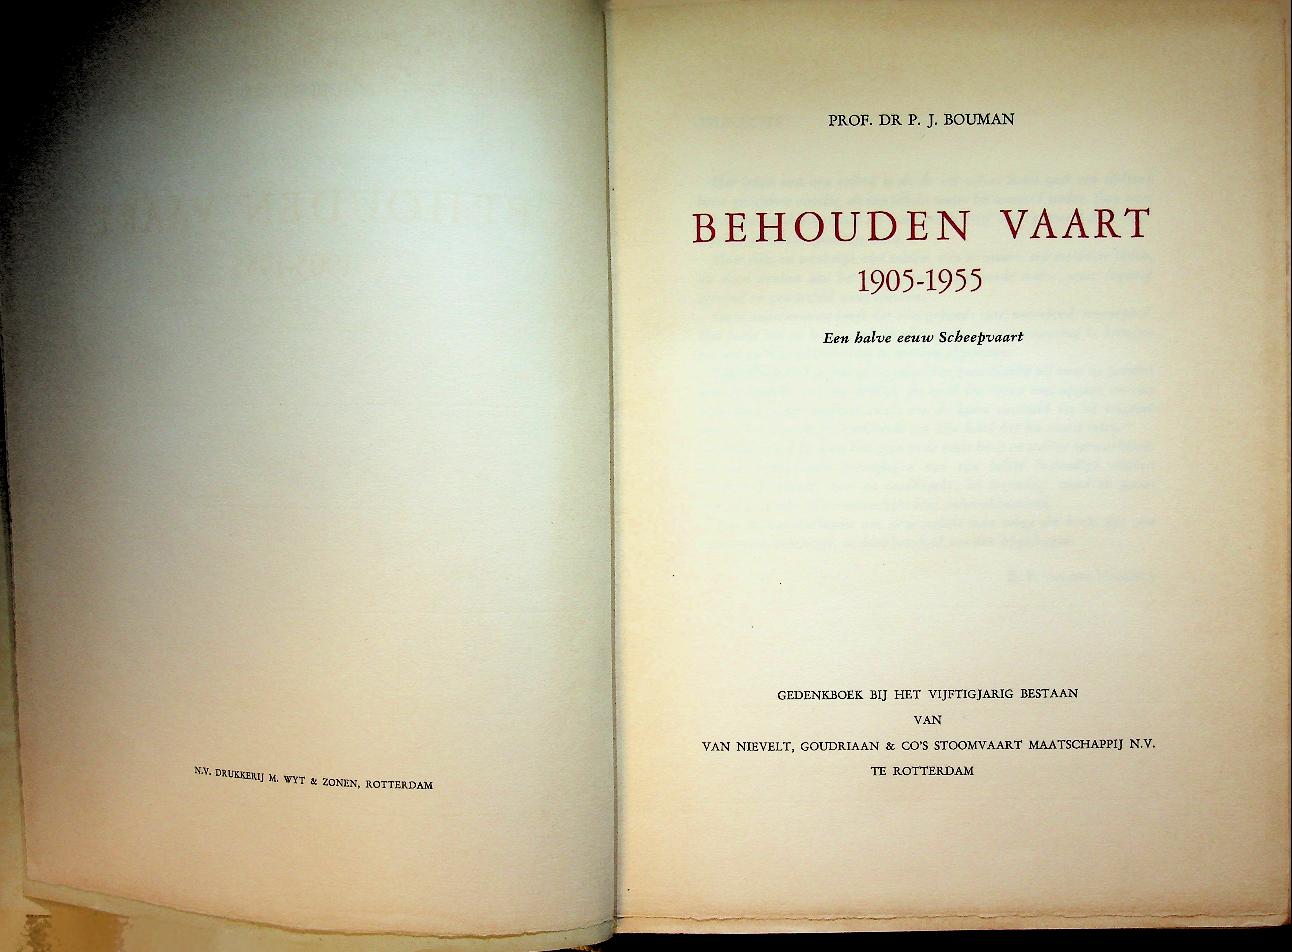 N.V. DRUKKERIJ M. WYT & ZONEN, ROTTERDAM
PROF. DR P. J. BOUMAN
BEHOUDEN VAART
1905-1955
Een halve eeuw Scheepvaart
GEDENKBOEK BIJ HET VIJFTIGJARIG BESTAAN
VAN
VAN NIEVELT, GOUDRIAAN & CO'S STOOMVAART MAATSCHAPPIJ N.V.
TE ROTTERDAM